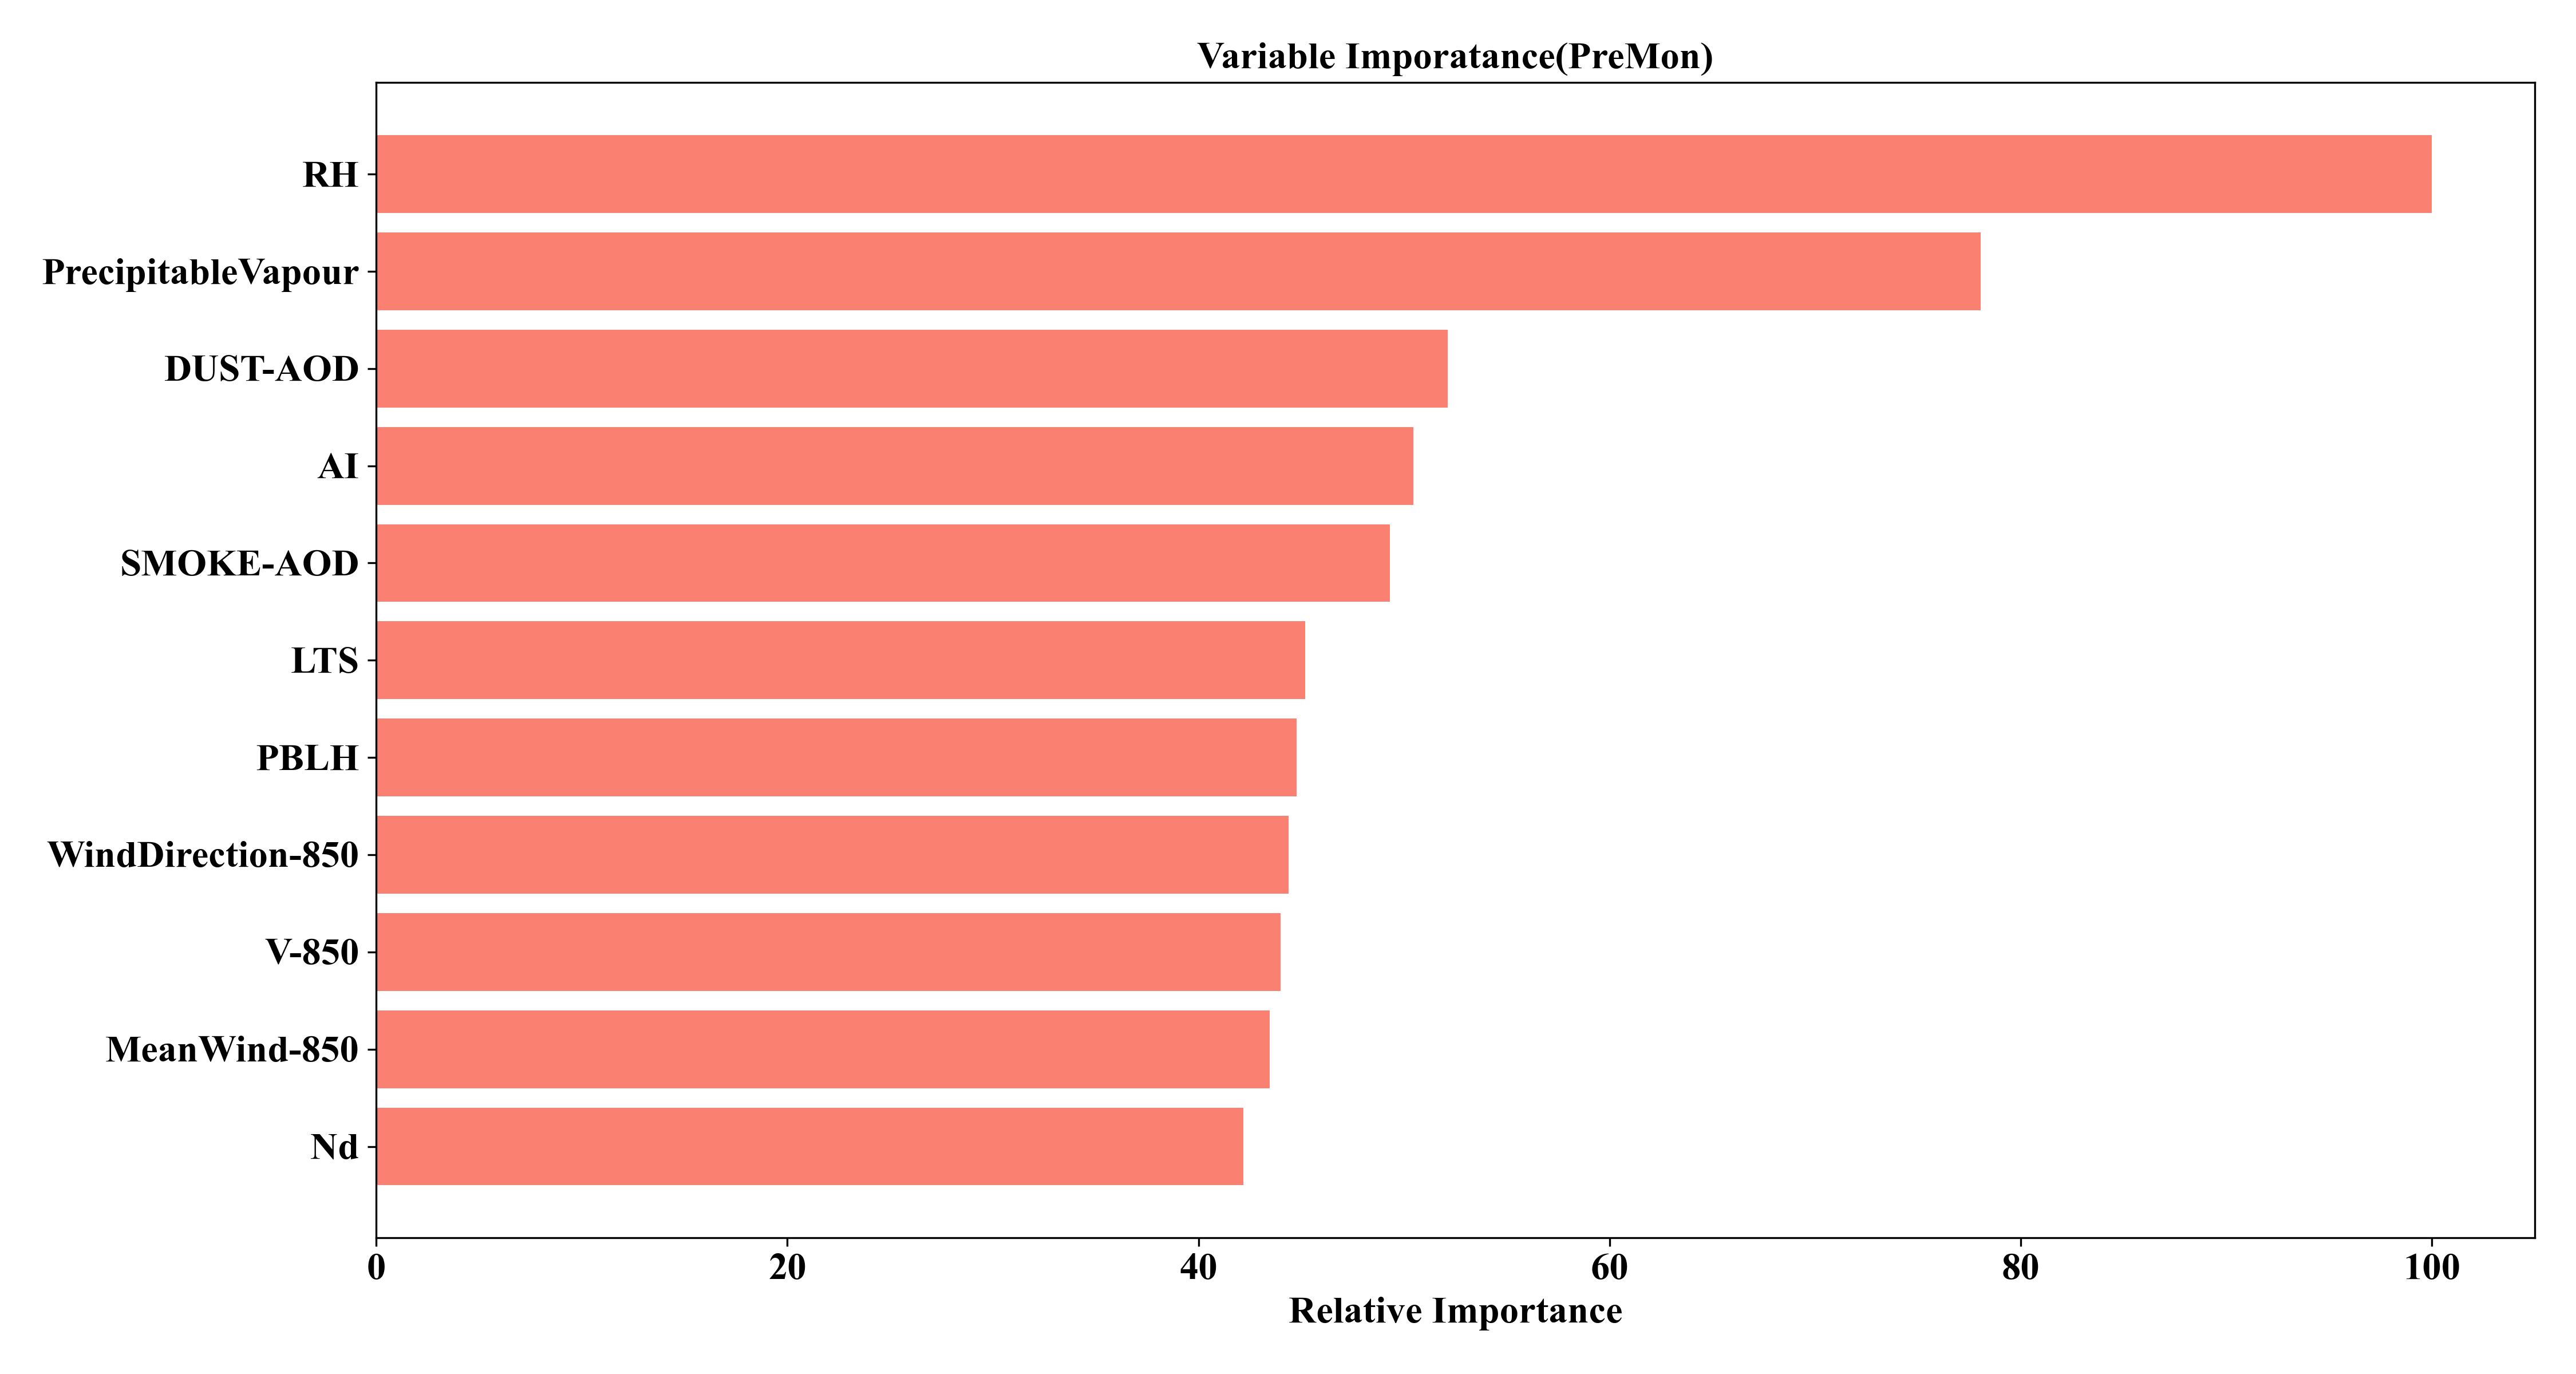 Variable Imporatance(PreMon)
RH
PrecipitableVapour
DUST-AOD
AI
SMOKE-AOD
LTS
PBLH
WindDirection-850
V-850
MeanWind-850
Nd
0 20 40 60 80 100
Relative Importance